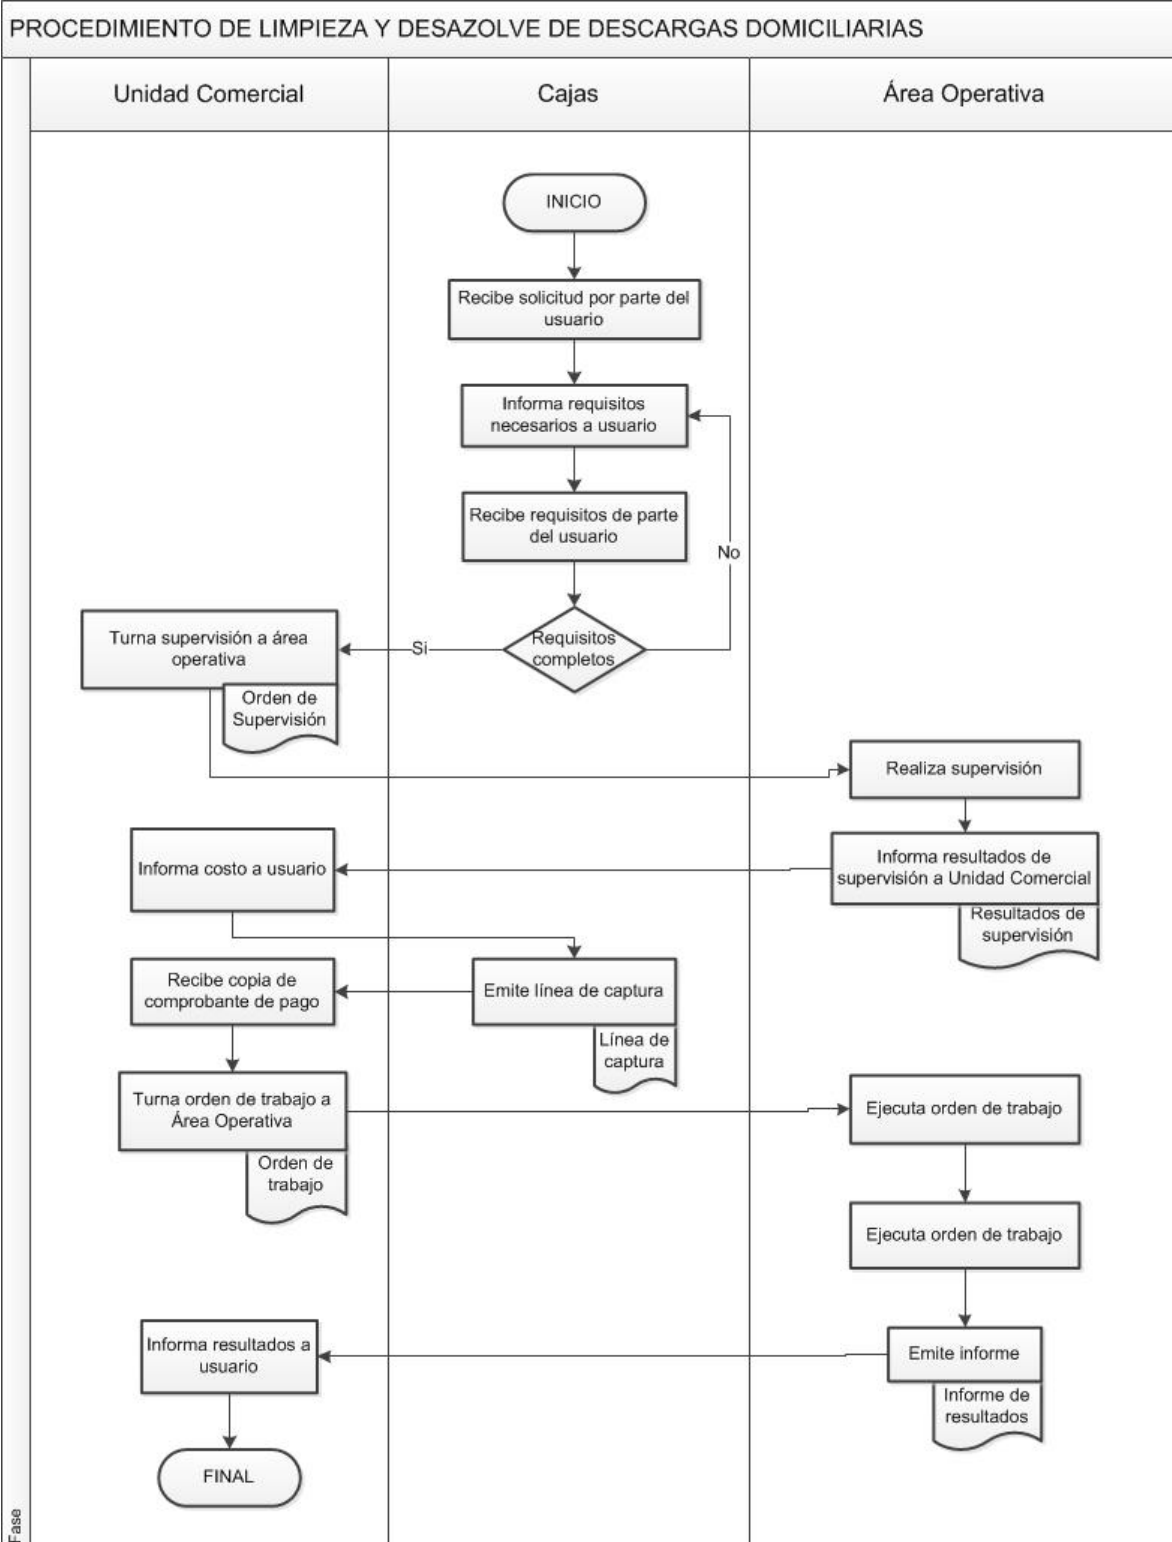 PROCEDIMIENTO DE LIMPIEZA Y DESAZOLVE DE DESCARGAS DOMICILIARIAS
Unidad Comercial
Cajas
Área Operativa
INICIO
Recibe solicitud por parte del
usuario
Informa requisitos
necesarios a usuario
Recibe requisitos de parte
del usuario
No
Requisitos
completos
Si
Turna supervisión a área
operativa
Orden de
Supervisión
Realiza supervisión
Informa resultados de
supervisión a Unidad Comercial
Resultados de
supervisión
Informa costo a usuario
Emite línea de captura
Línea de
captura
Recibe copia de
comprobante de pago
Turna orden de trabajo a
Área Operativa
Orden de
trabajo
Ejecuta orden de trabajo
Ejecuta orden de trabajo
Emite informe
Informe de
resultados
Informa resultados a
usuario
FINAL
Fase